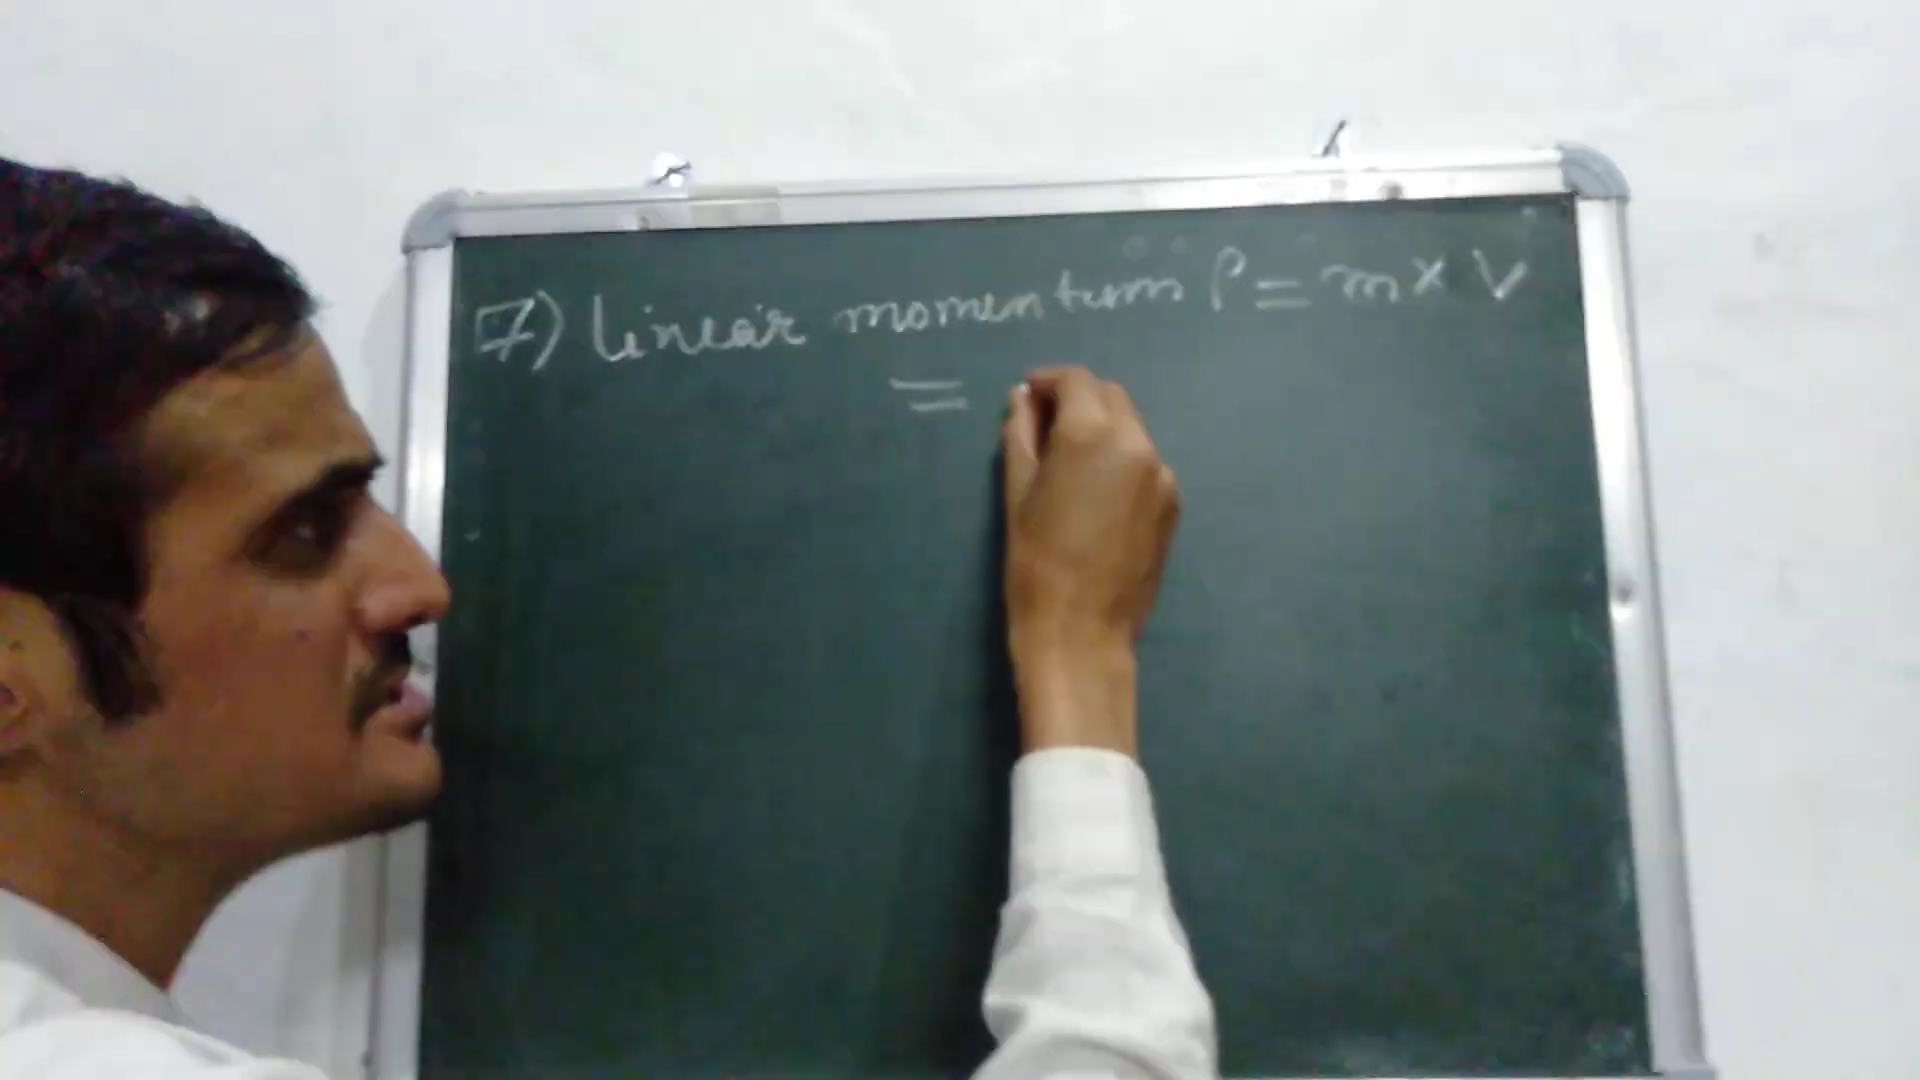 7) linear momentum P = m x V
=